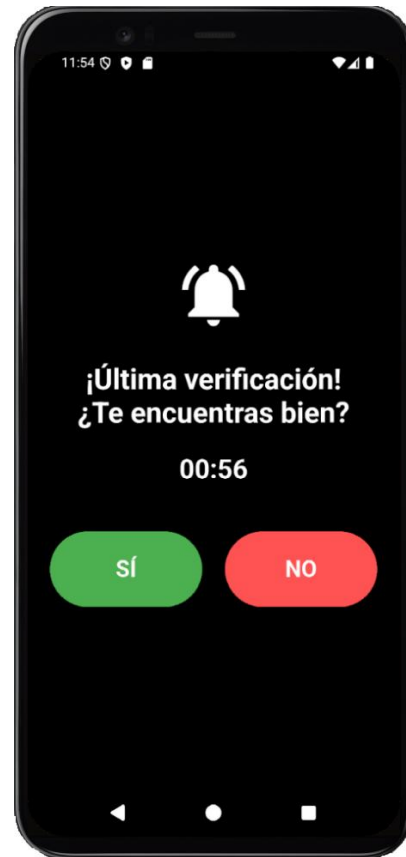 11:54
¡Última verificación!
¿Te encuentras bien?
00:56
SÍ
NO